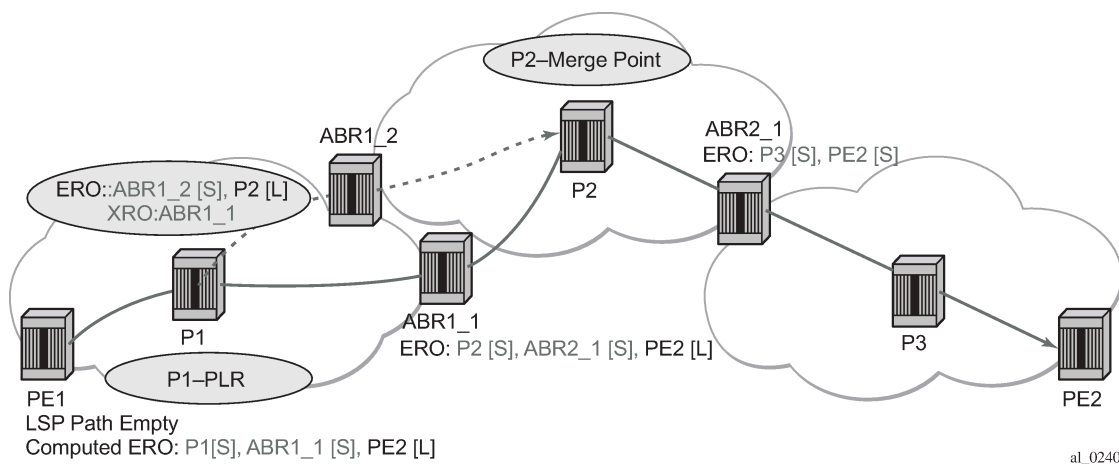 P2–Merge Point
ABR1_2
ABR2_1
ERO: P3 [S], PE2 [S]
P2
ERO::ABR1_2 [S], P2 [L]
XRO:ABR1_1
P1
ABR1_1
ERO: P2 [S], ABR2_1 [S], PE2 [L]
P3
P1–PLR
PE1
PE2
LSP Path Empty
Computed ERO: P1[S], ABR1_1 [S], PE2 [L]
al_0240